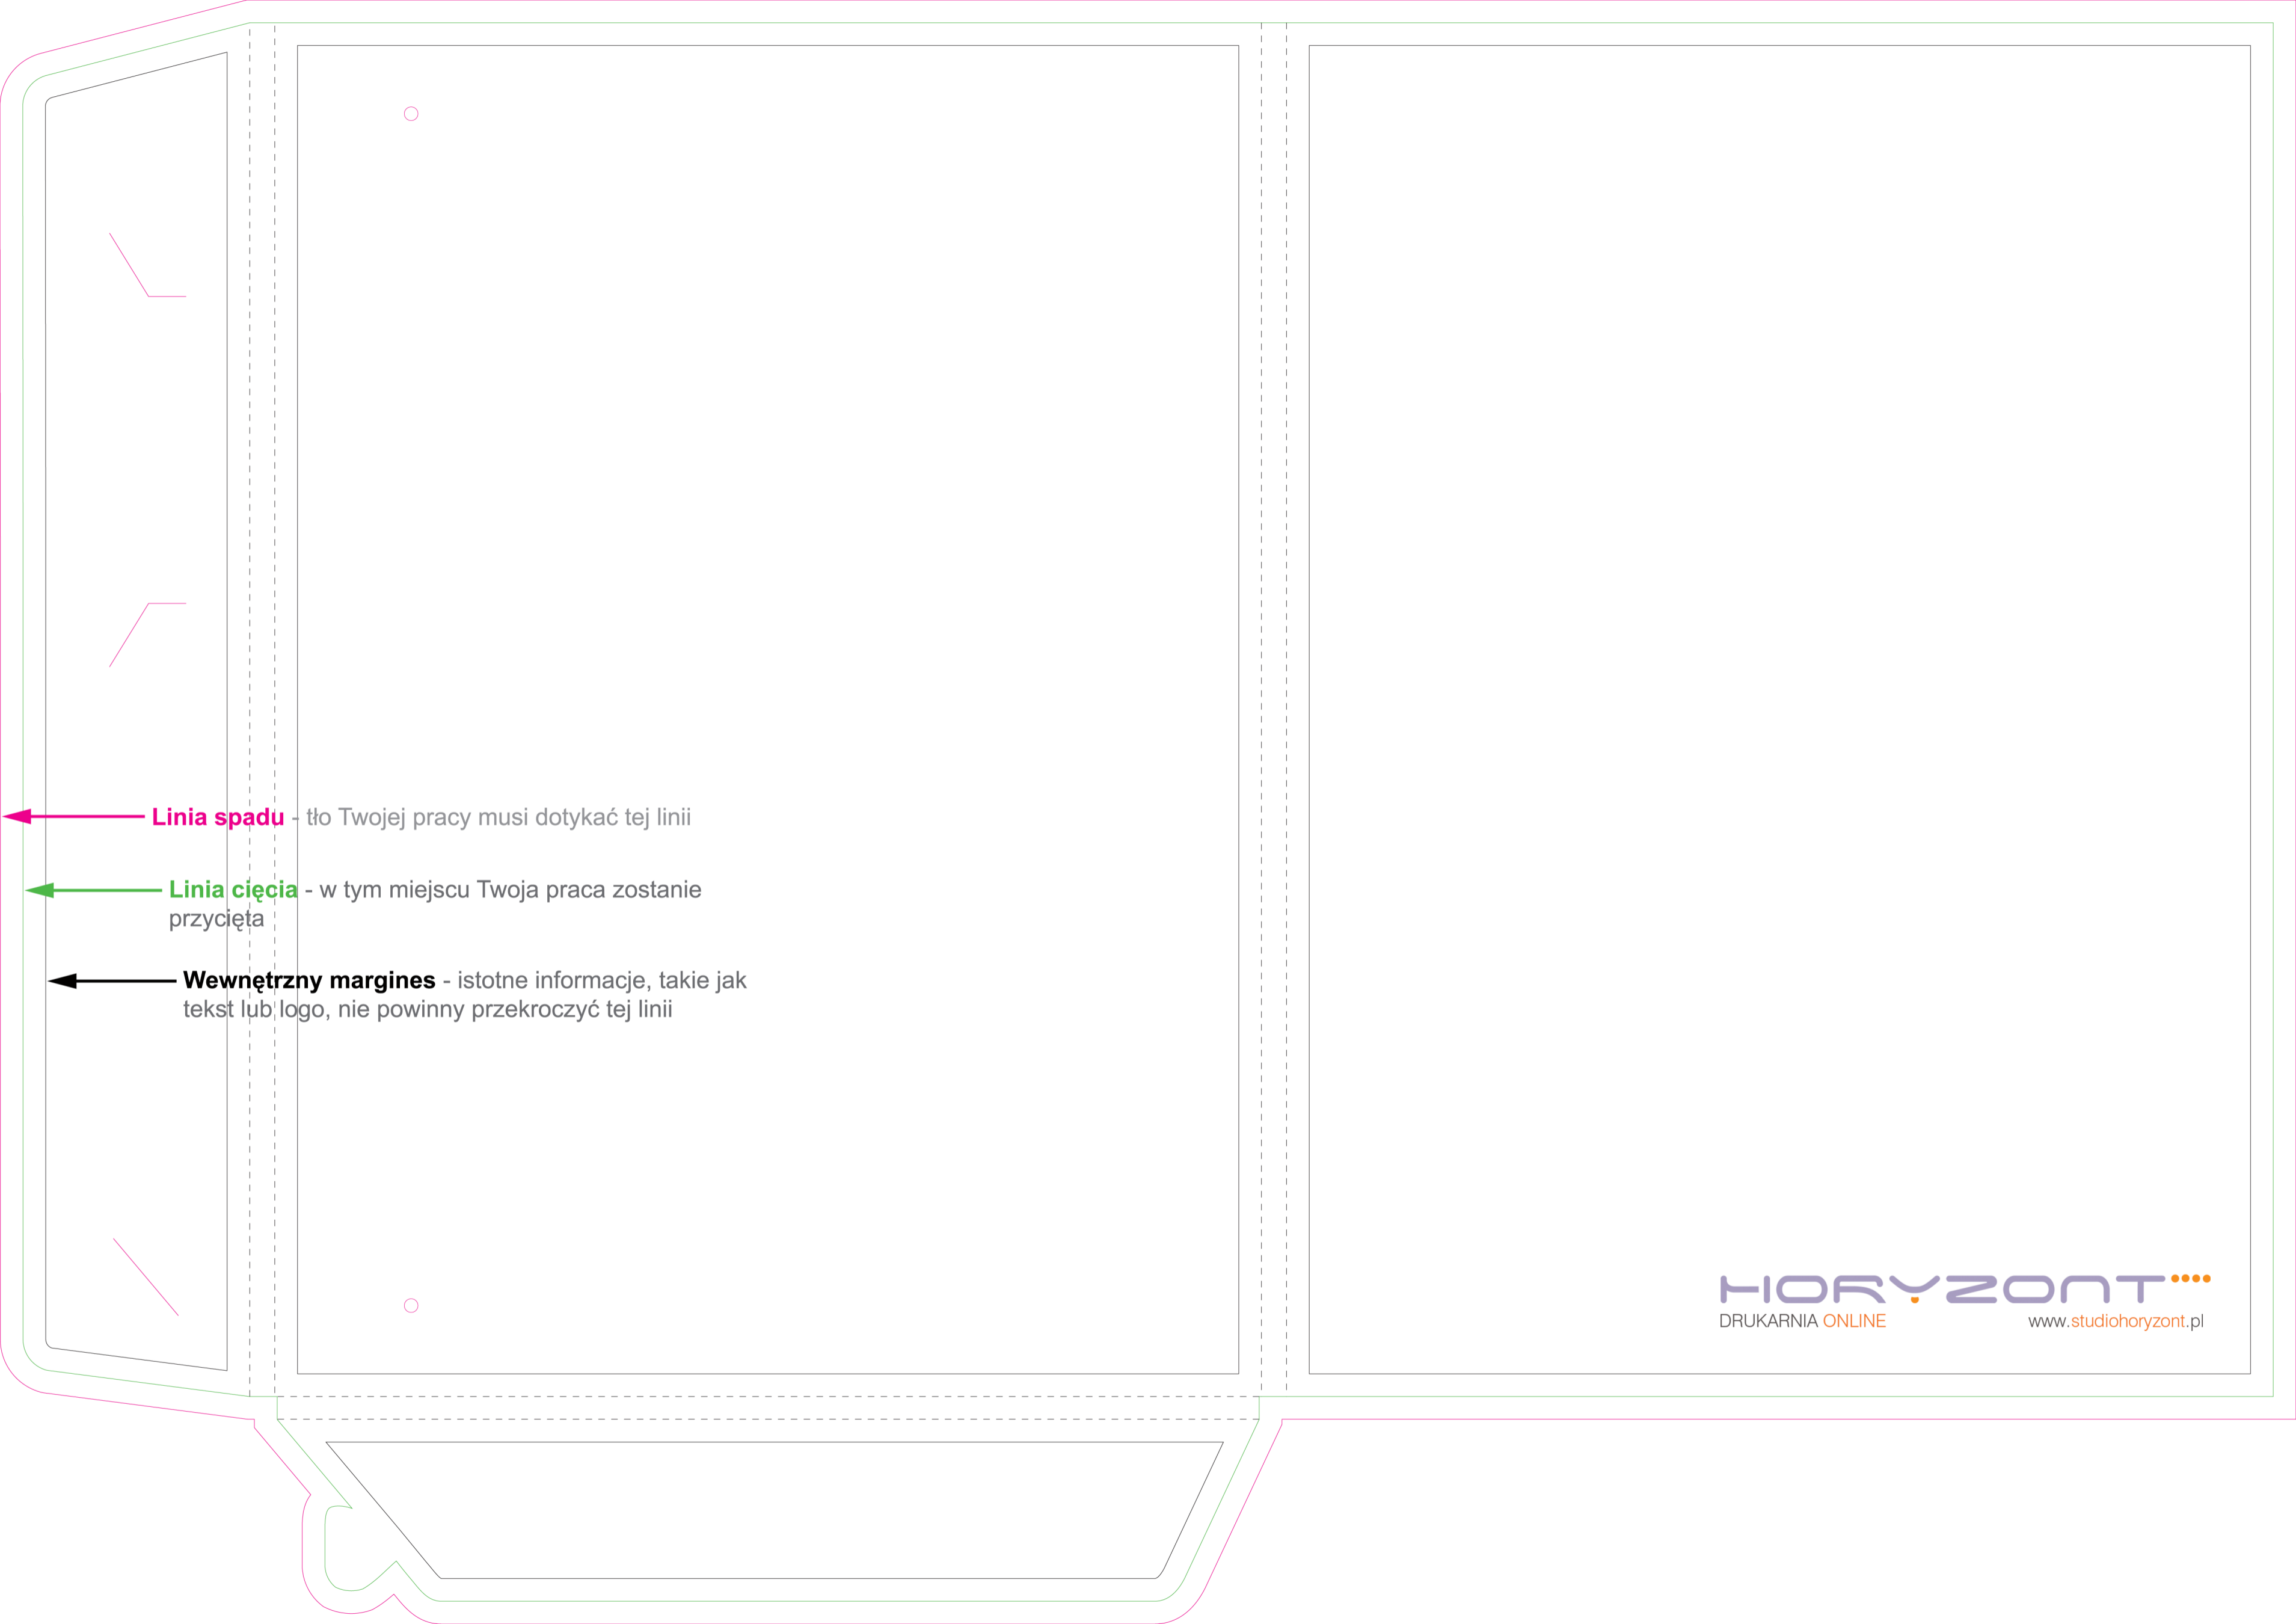 Linia spadu - tło Twojej pracy musi dotykać tej linii
Linia cięcia - w tym miejscu Twoja praca zostanie
przycięta
Wewnętrzny margines - istotne informacje, takie jak
tekst lub logo, nie powinny przekroczyć tej linii
HORYZONT
DRUKARNIA ONLINE www.studiohoryzont.pl